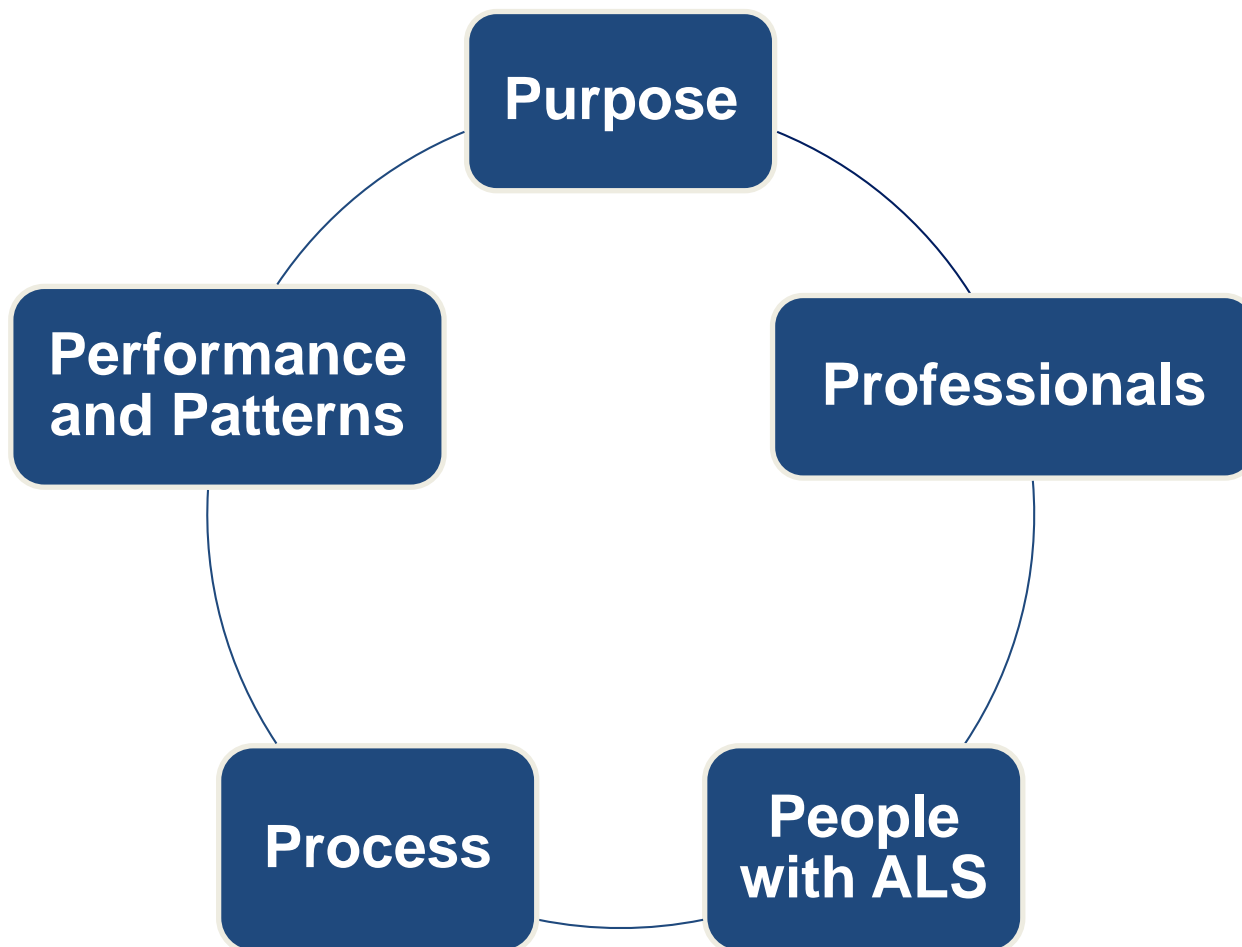 Purpose
Professionals
People
with ALS
Process
Performance
and Patterns